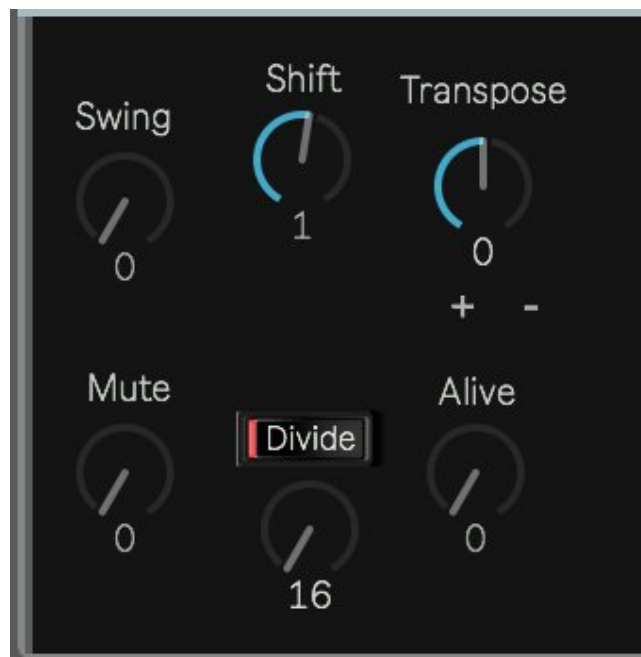 Swing
0
Shift
1
Transpose
0
+ -
Mute
0
Divide
16
Alive
0